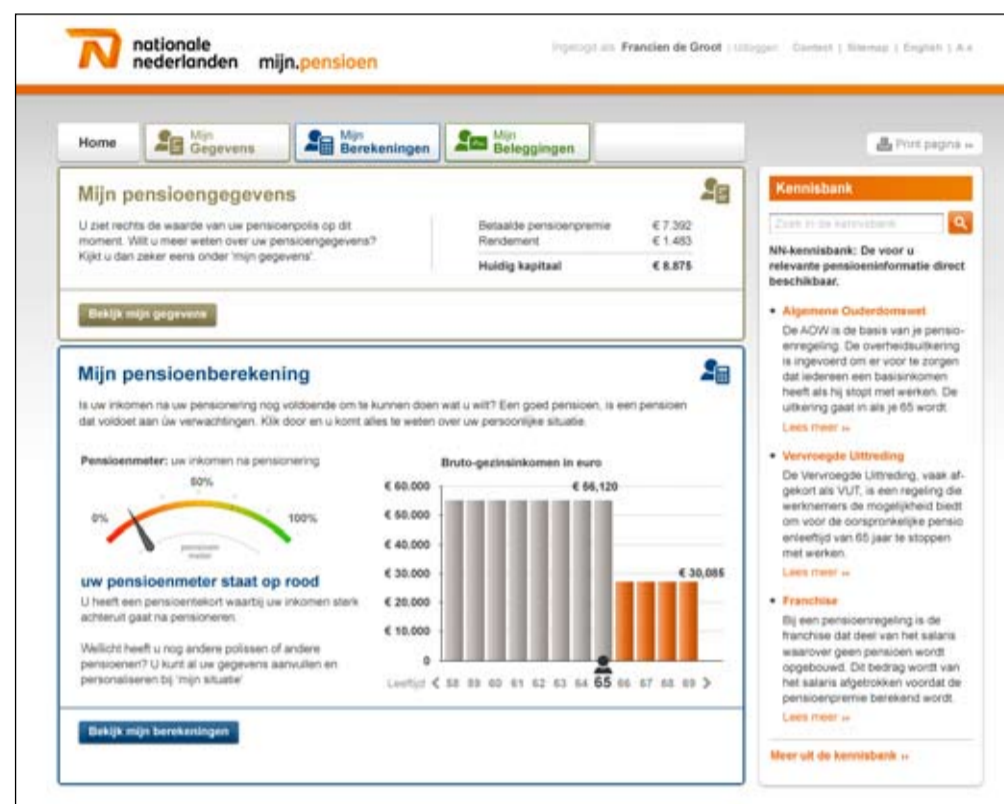 nationale
nederlanden mijn.pensioen
Ingelogd als Francien de Groot | Uitloggen Contact | Sitemap | English | A
Home
Mijn
Gegevens
Mijn
Berekeningen
Mijn
Beleggingen
Print pagina ››
Mijn pensioengegevens
U ziet rechts de waarde van uw pensioenpolis op dit
moment. Wilt u meer weten over uw pensioengegevens?
Kijkt u dan zeker eens onder 'mijn gegevens'.
Betaalde pensioenpremie € 7.392
Rendement € 1.483
Huidig kapitaal € 8.875
Bekijk mijn gegevens
Mijn pensioenberekening
Is uw inkomen na uw pensionering nog voldoende om te kunnen doen wat u wilt? Een goed pensioen, is een pensioen
dat voldoet aan úw verwachtingen. Klik door en u komt alles te weten over uw persoonlijke situatie.
Pensioenmeter: uw inkomen na pensionering
50%
0%
100%
pensioen
meter
uw pensioenmeter staat op rood
U heeft een pensioentekort waarbij uw inkomen sterk
achteruit gaat na pensioneren.
Wellicht heeft u nog andere polissen of andere
pensioenen? U kunt al uw gegevens aanvullen en
personaliseren bij 'mijn situatie'
Bruto-gezinsinkomen in euro
€ 60.000
€ 66,120
€ 50.000
€ 40.000
€ 30.000
€ 30,085
€ 20.000
€ 10.000
0
Leeftijd 58 59 60 61 62 63 64 65 66 67 68 69
Bekijk mijn berekeningen
Kennisbank
Zoek in de kennisbank
NN-kennisbank: De voor u
relevante pensioeninformatie direct
beschikbaar.
• Algemene Ouderdomswet
De AOW is de basis van je pensio-
enregeling. De overheidsuitkering
is ingevoerd om er voor te zorgen
dat iedereen een basisinkomen
heeft als hij stopt met werken. De
uitkering gaat in als je 65 wordt.
Lees meer ››
• Vervroegde Uittreding
De Vervroegde Uittreding, vaak af-
gekort als VUT, is een regeling die
werknemers de mogelijkheid biedt
om voor de oorspronkelijke pensio
enleeftijd van 65 jaar te stoppen
met werken.
Lees meer ››
• Franchise
Bij een pensioenregeling is de
franchise dat deel van het salaris
waarover geen pensioen wordt
opgebouwd. Dit bedrag wordt van
het salaris afgetrokken voordat de
pensioenpremie berekend wordt.
Lees meer ››
Meer uit de kennisbank ››